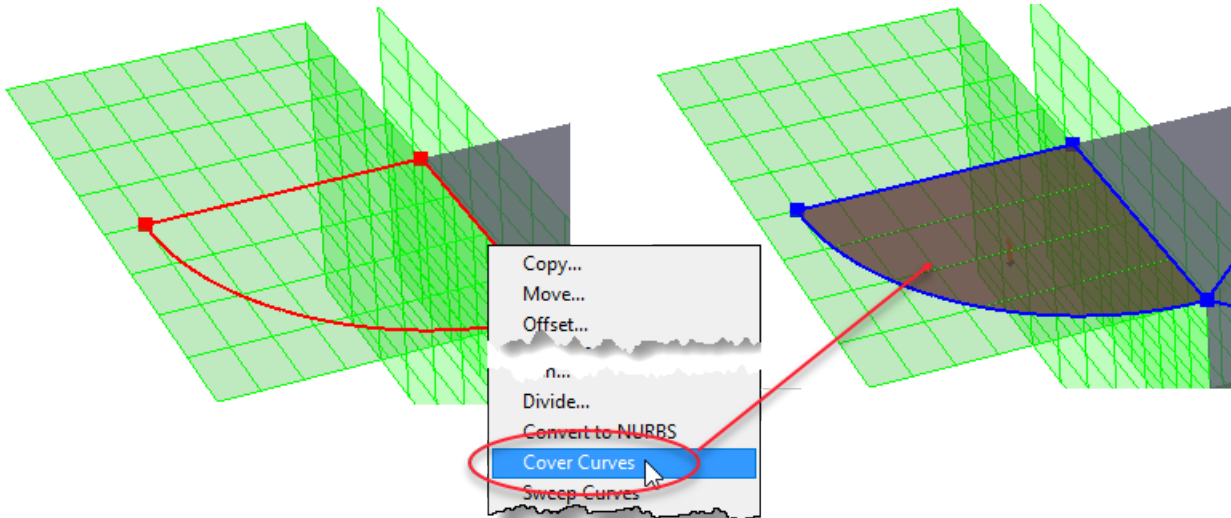 Copy...
Move...
Offset...
Divide...
Convert to NURBS
Cover Curves
Sweep Curves